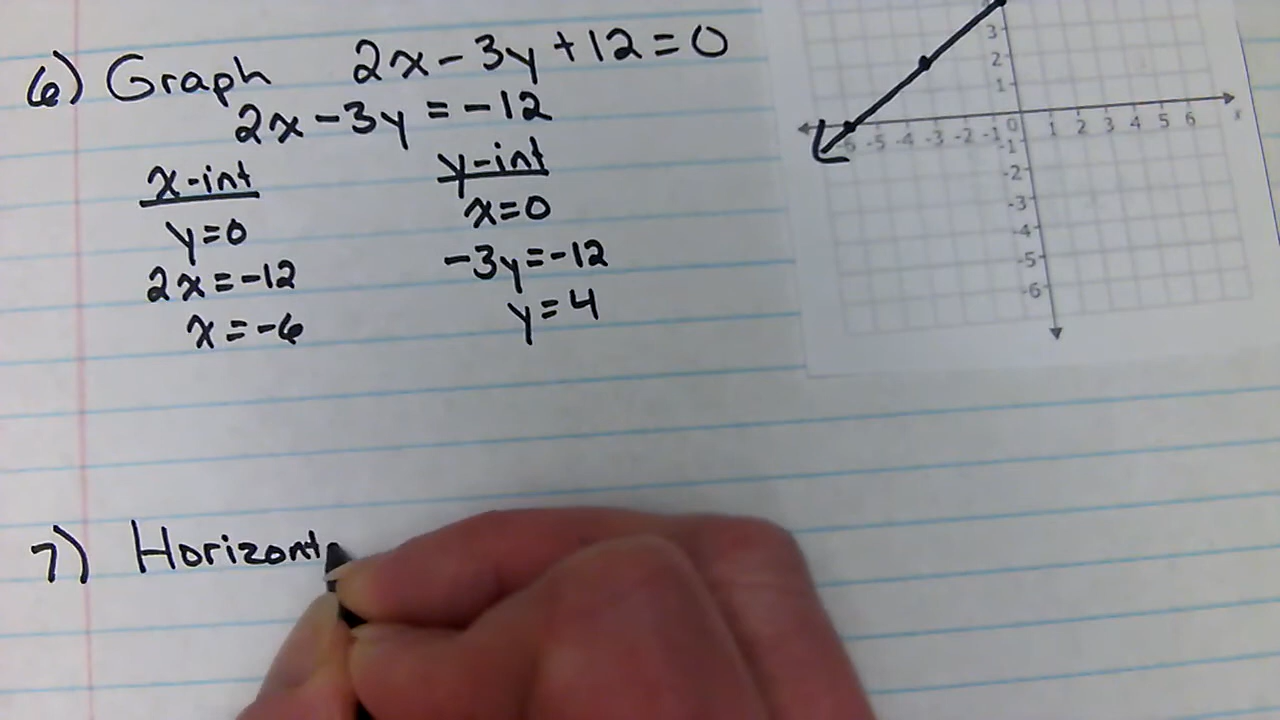 6) Graph 2x - 3y + 12 = 0
2x - 3y = -12
x-int
y=0
2x = -12
x = -6
y-int
x=0
-3y = -12
y = 4
3
2
1
-6 -5 -4 -3 -2 -1 0 1 2 3 4 5 6 x
-1
-2
-3
-4
-5
-6
7) Horizont